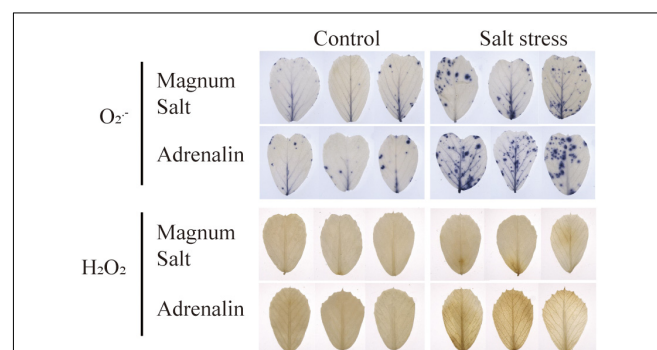 Control Salt stress
O₂·⁻
Magnum
Salt
Adrenalin
H₂O₂
Magnum
Salt
Adrenalin